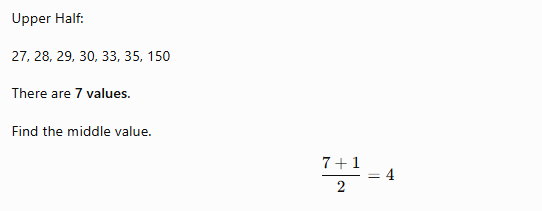 Upper Half:
27, 28, 29, 30, 33, 35, 150
There are 7 values.
Find the middle value.
7 + 1
2
= 4